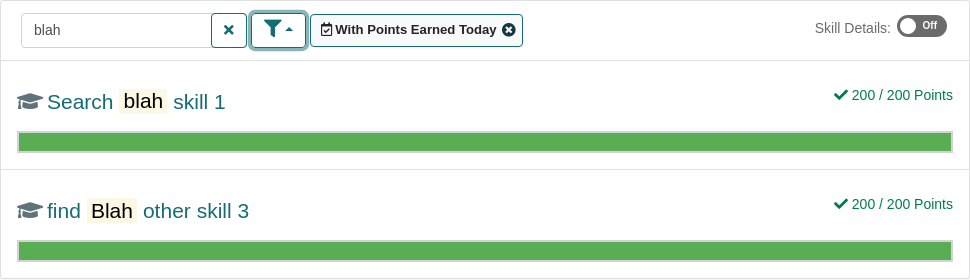 blah With Points Earned Today Skill Details: Off
Search blah skill 1 200 / 200 Points
find Blah other skill 3 200 / 200 Points